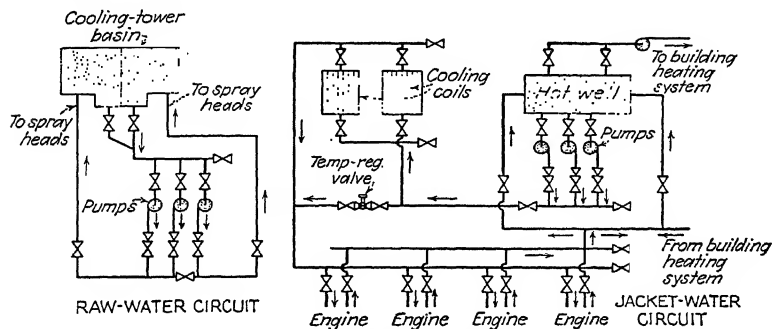 Cooling-tower
basin
To spray
heads
To spray
heads
Pumps
RAW-WATER CIRCUIT
Cooling
coils
Temp-reg.
valve
To building
heating
system
Hot well
Pumps
From building
heating
system
Engine Engine Engine Engine
JACKET-WATER
CIRCUIT